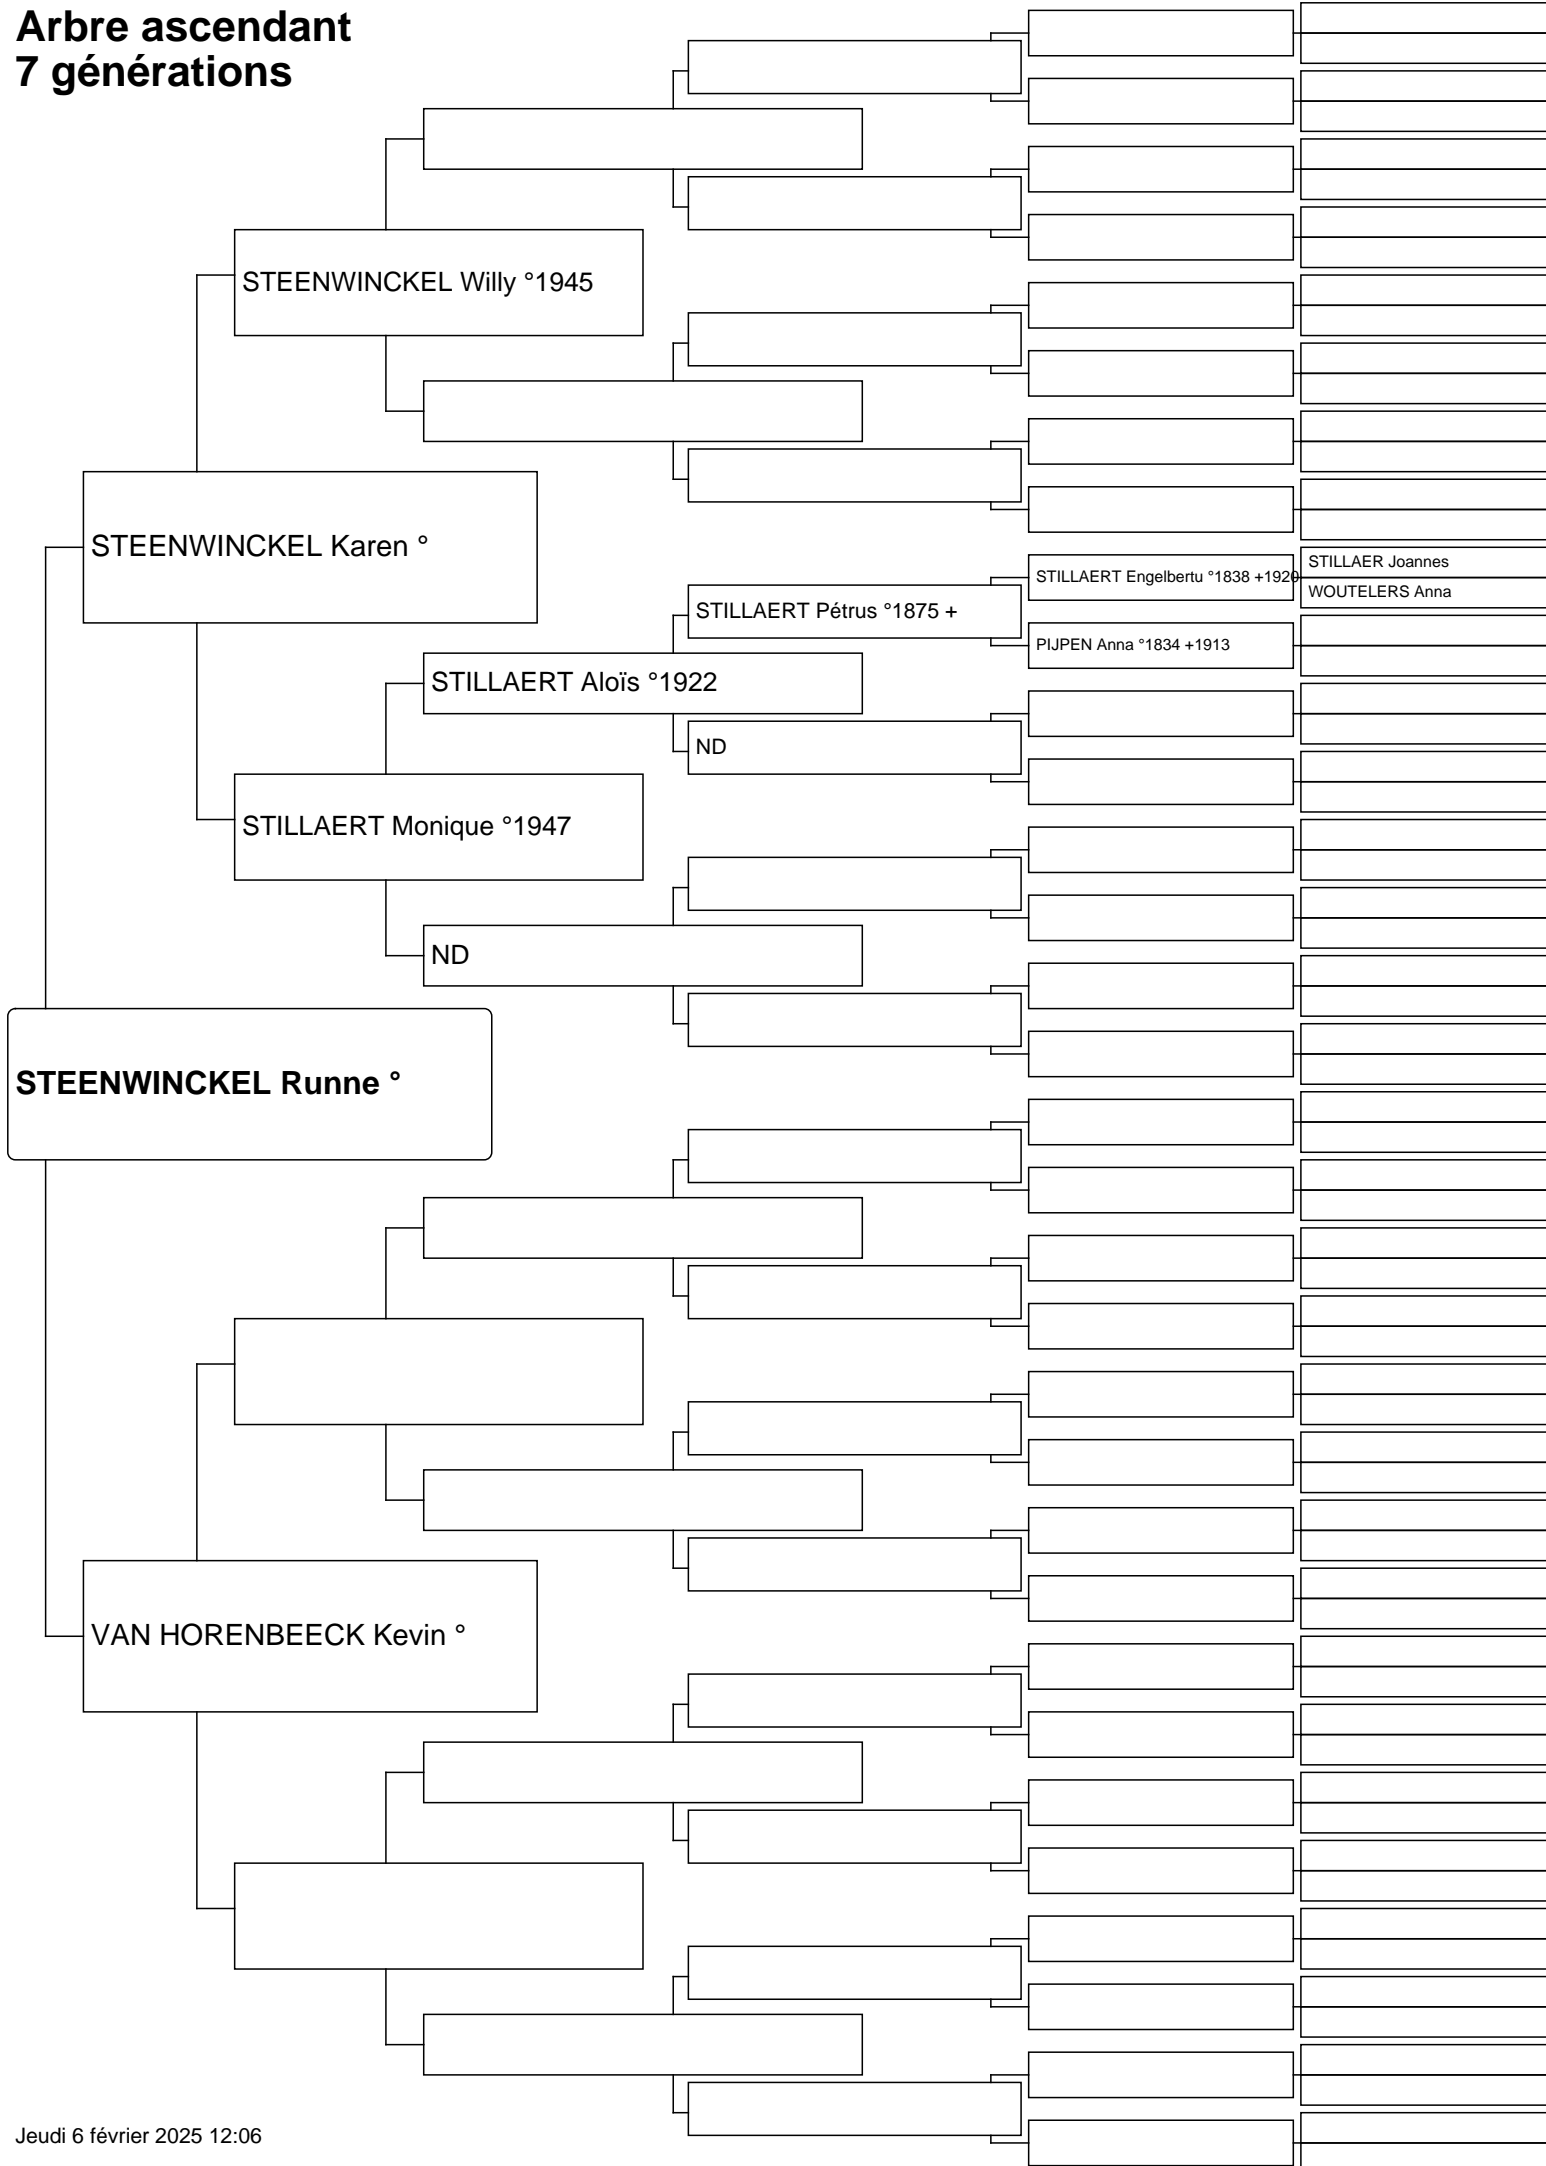 Arbre ascendant
7 générations
STEENWINCKEL Willy °1945
STEENWINCKEL Karen °
STILLAERT Engelbertu °1838 +1920
STILLAER Joannes
WOUTELERS Anna
STILLAERT Pétrus °1875 +
PIJPEN Anna °1834 +1913
STILLAERT Aloïs °1922
ND
STILLAERT Monique °1947
ND
STEENWINCKEL Runne °
VAN HORENBEECK Kevin °
Jeudi 6 février 2025 12:06